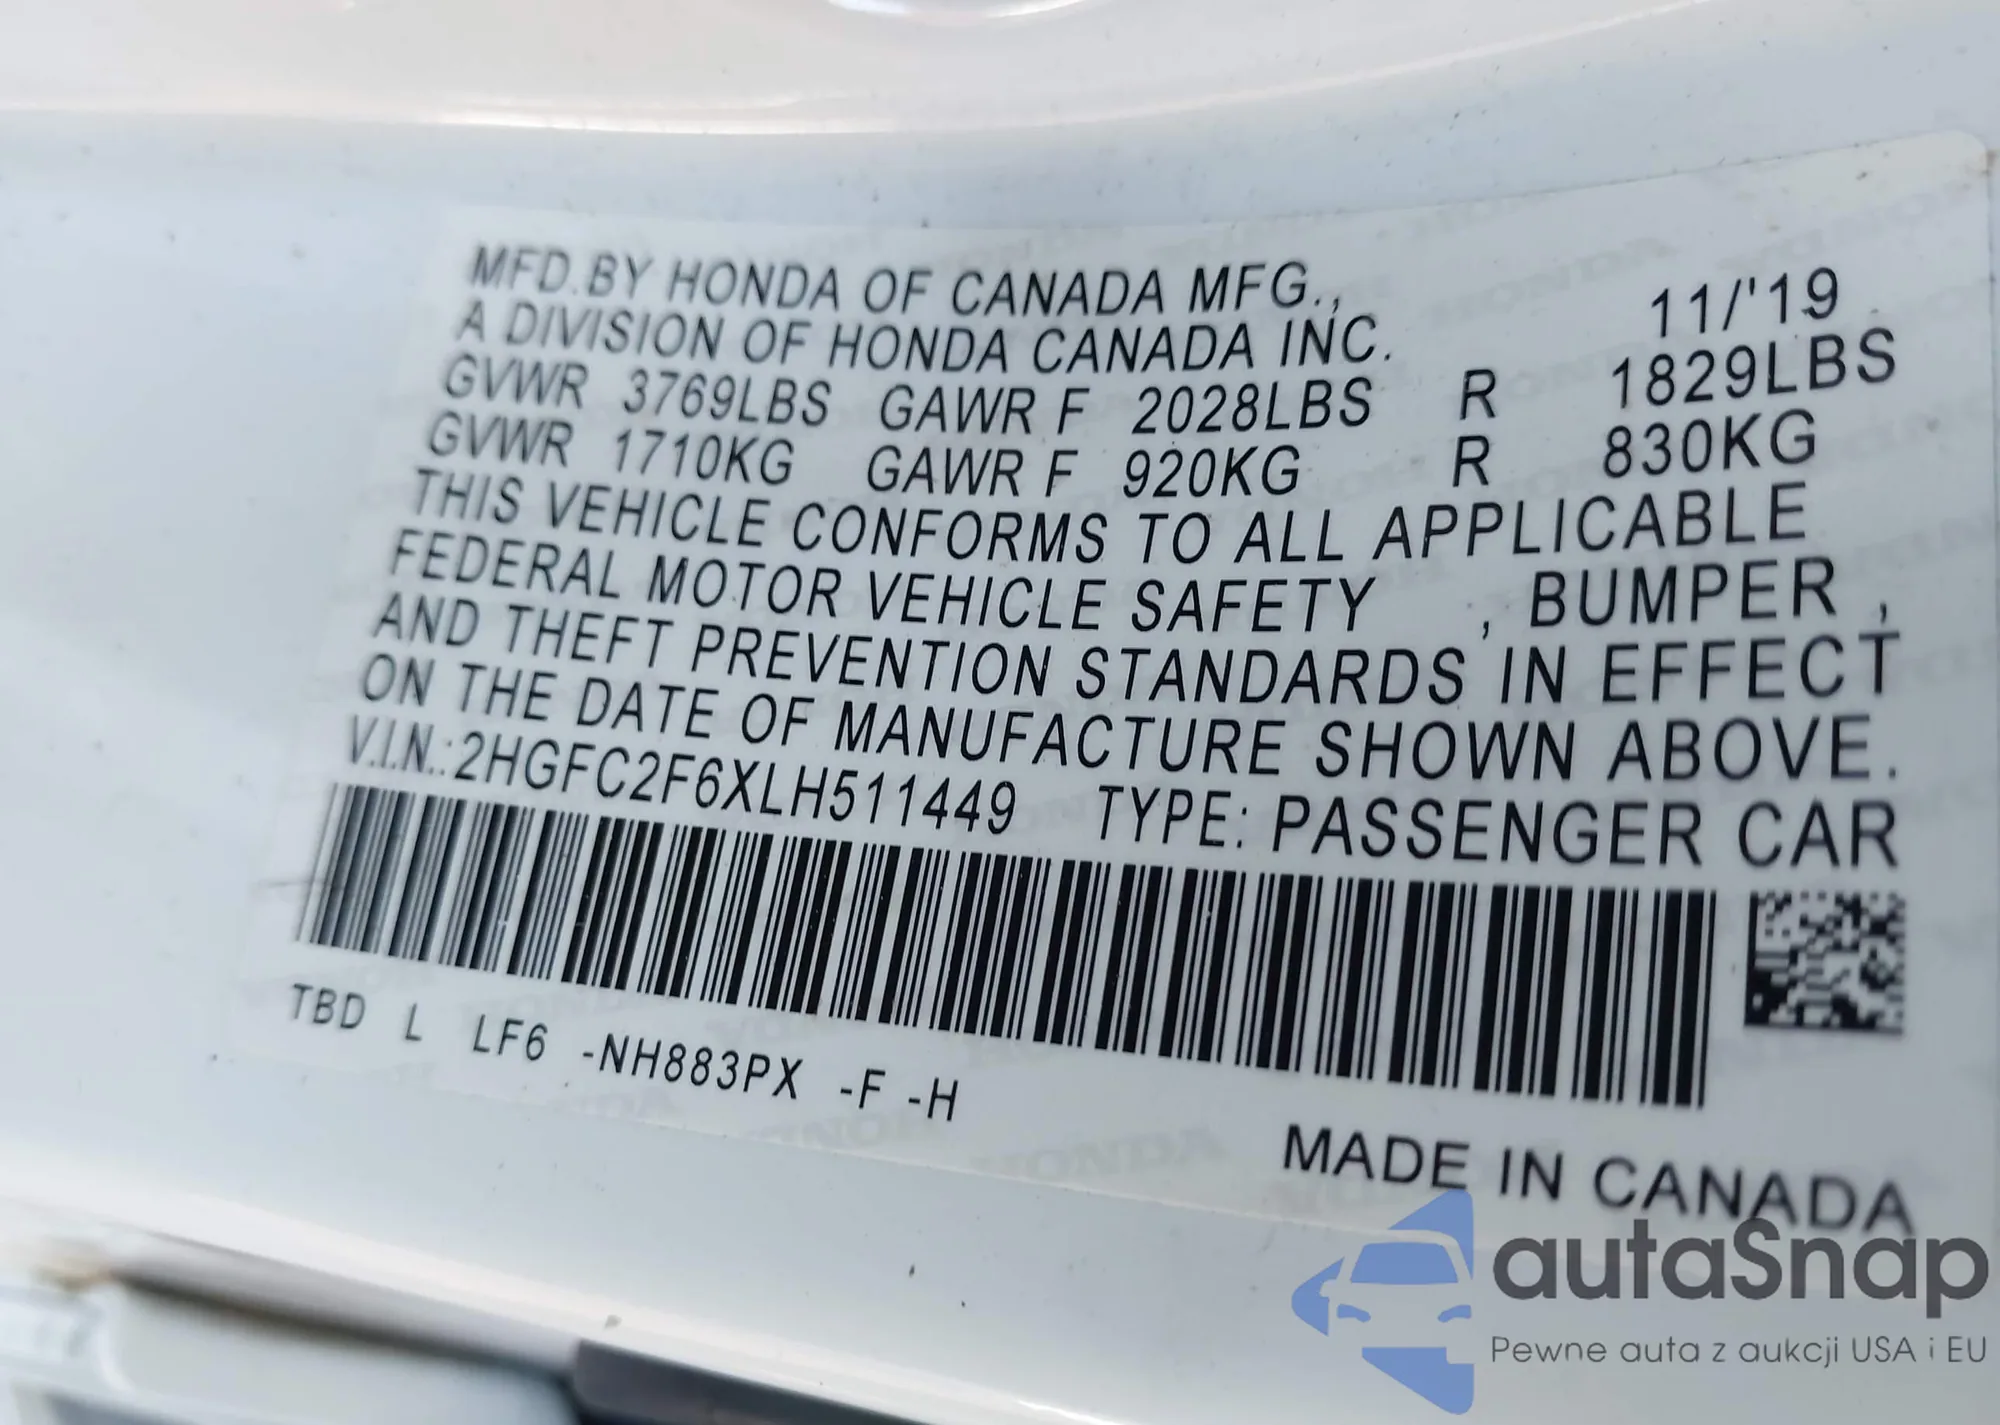 MFD. BY HONDA OF CANADA MFG.,
A DIVISION OF HONDA CANADA INC. 11/'19
GVWR 3769LBS GAWR F 2028LBS R 1829LBS
GVWR 1710KG GAWR F 920KG R 830KG
THIS VEHICLE CONFORMS TO ALL APPLICABLE
FEDERAL MOTOR VEHICLE SAFETY , BUMPER ,
AND THEFT PREVENTION STANDARDS IN EFFECT
ON THE DATE OF MANUFACTURE SHOWN ABOVE.
V.I.N.:2HGFC2F6XLH511449 TYPE: PASSENGER CAR
TBD L LF6 -NH883PX -F -H
MADE IN CANADA
autaSnap
Pewne auta z aukcji USA i EU